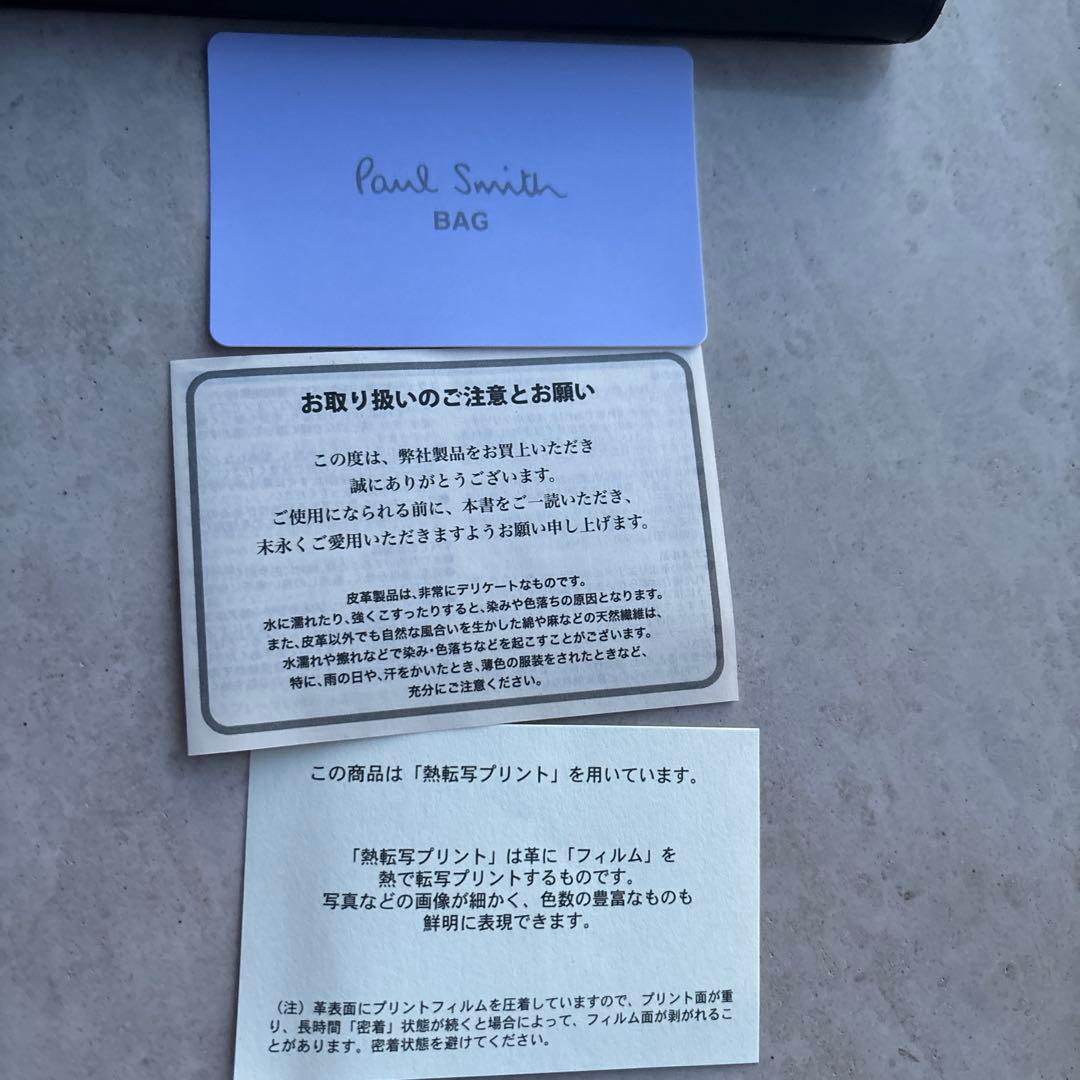 Paul Smith
BAG
お取り扱いのご注意とお願い
この度は、弊社製品をお買上いただき
誠にありがとうございます。
ご使用になられる前に、本書をご一読いただき、
末永くご愛用いただきますようお願い申し上げます。
皮革製品は、非常にデリケートなものです。
水に濡れたり、強くこすったりすると、染みや色落ちの原因となります。
また、皮革以外でも自然な風合いを生かした綿や麻などの天然繊維は、
水濡れや擦れなどで染み・色落ちなどを起こすことがございます。
特に、雨の日や、汗をかいたとき、薄色の服装をされたときなど、
充分にご注意ください。
この商品は「熱転写プリント」を用いています。
「熱転写プリント」は革に「フィルム」を
熱で転写プリントするものです。
写真などの画像が細かく、色数の豊富なものも
鮮明に表現できます。
（注）革表面にプリントフィルムを圧着していますので、プリント面が重
り、長時間「密着」状態が続くと場合によって、フィルム面が剥がれるこ
とがあります。密着状態を避けてください。